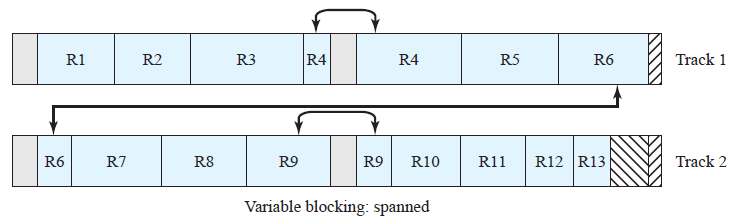 R1 R2 R3 R4 R4 R5 R6 Track 1
R6 R7 R8 R9 R9 R10 R11 R12 R13 Track 2
Variable blocking: spanned